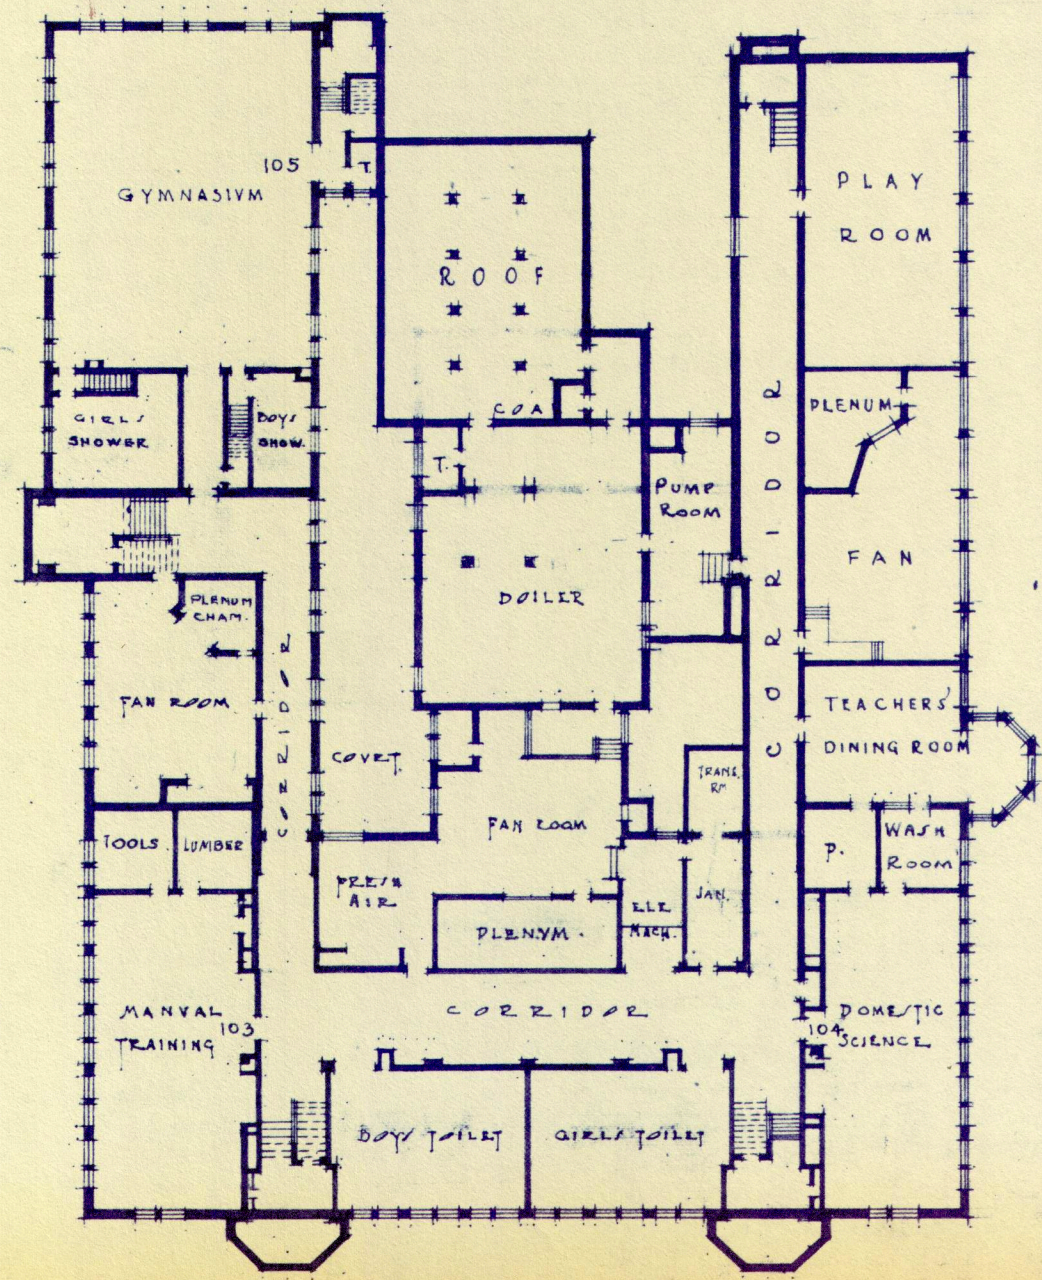 105
GYMNASIVM
T.
ROOF
PLAY
ROOM
GIRLS
SHOWER
BOYS
SHOW.
COA
T.
PLENUM
PUMP
ROOM
CORRIDOR
FAN
BOILER
PLENUM
CHAM.
FAN ROOM
CORRIDOR
COVRT.
TEACHERS'
DINING ROOM
TRANS.
RM
FAN ROOM
TOOLS
LUMBER
FRESH
AIR
P.
WASH
ROOM
PLENVM.
ELE
MACH.
JAN.
MANVAL
103
TRAINING
CORRIDOR
DOMESTIC
104
SCIENCE
BOYS TOILET
GIRLS TOILET